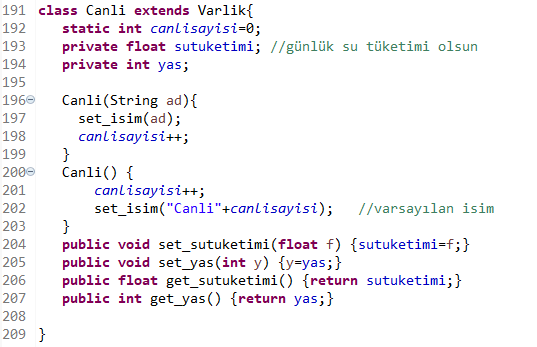 191 class Canli extends Varlik{
192    static int canlisayisi=0;
193    private float sutuketimi; //günlük su tüketimi olsun
194    private int yas;
195
196    Canli(String ad){
197      set_isim(ad);
198      canlisayisi++;
199    }
200    Canli() {
201        canlisayisi++;
202        set_isim("Canli"+canlisayisi);   //varsayılan isim
203    }
204    public void set_sutuketimi(float f) {sutuketimi=f;}
205    public void set_yas(int y) {y=yas;}
206    public float get_sutuketimi() {return sutuketimi;}
207    public int get_yas() {return yas;}
208
209 }